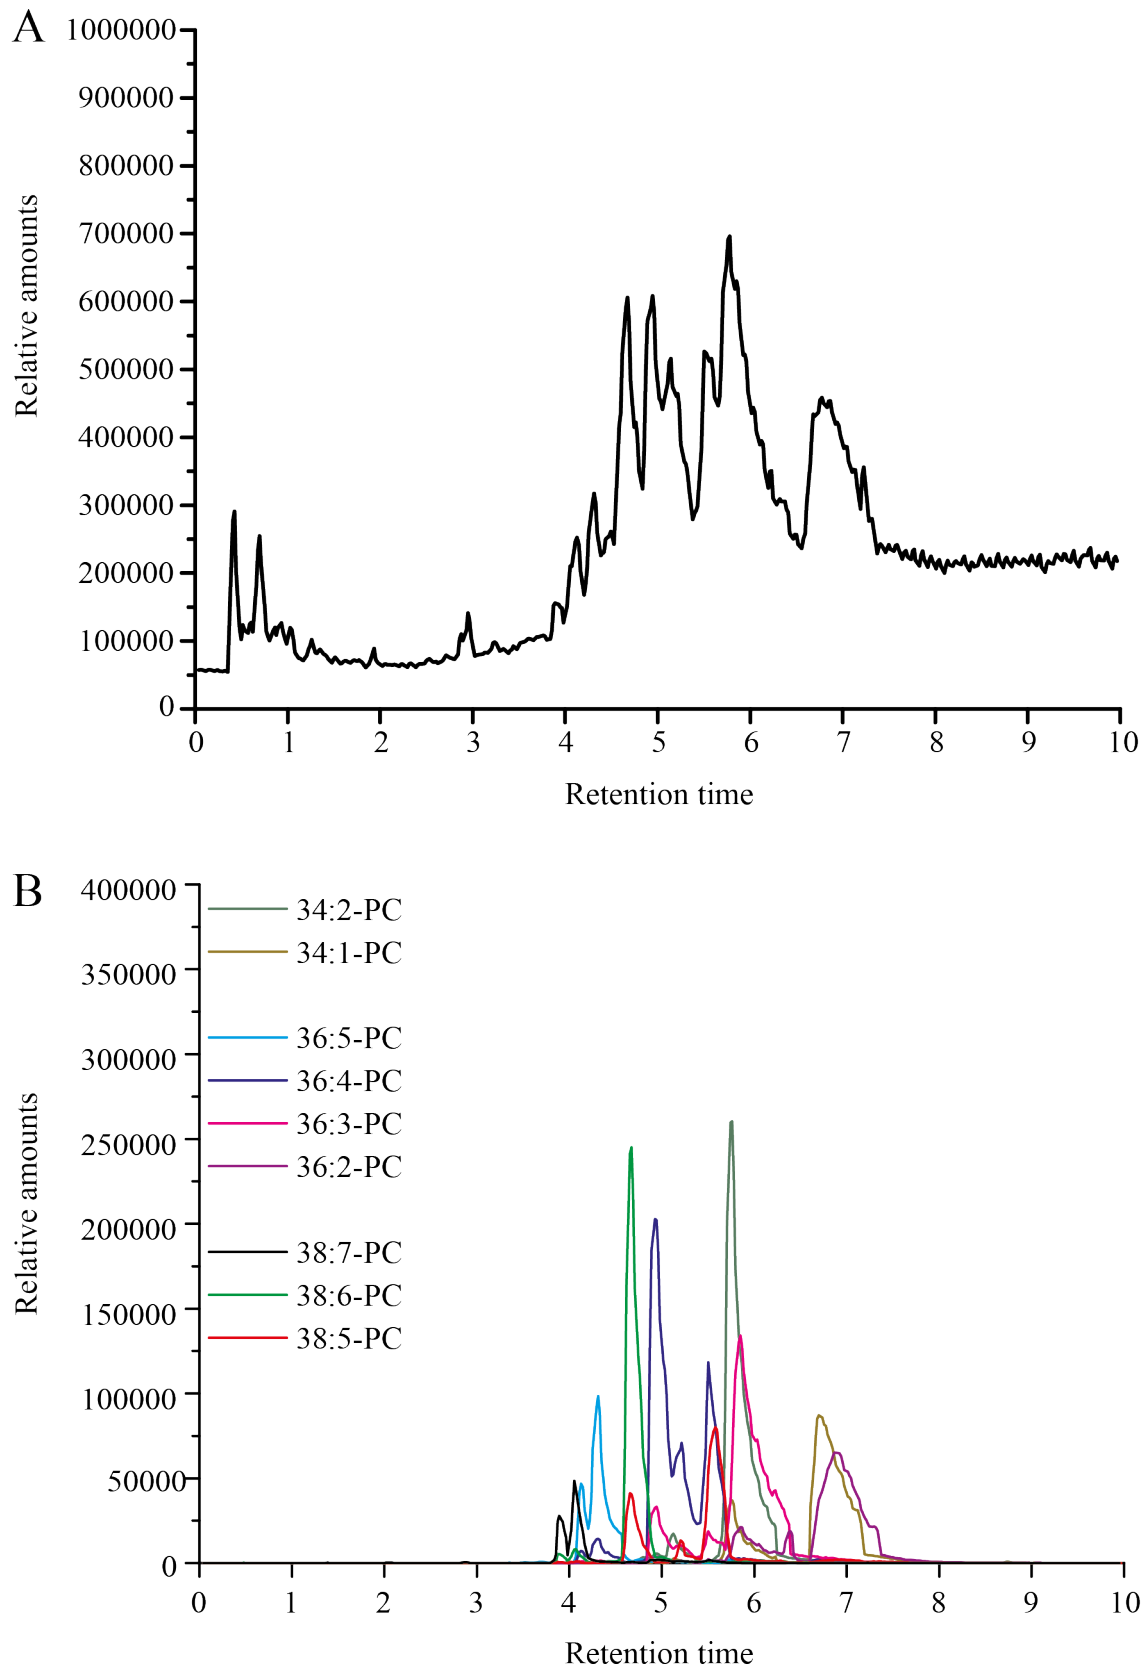 A
1000000
900000
800000
700000
600000
500000
400000
300000
200000
100000
0
Relative amounts
0 1 2 3 4 5 6 7 8 9 10
Retention time
B
400000
350000
300000
250000
200000
150000
100000
50000
0
Relative amounts
34:2-PC
34:1-PC
36:5-PC
36:4-PC
36:3-PC
36:2-PC
38:7-PC
38:6-PC
38:5-PC
0 1 2 3 4 5 6 7 8 9 10
Retention time